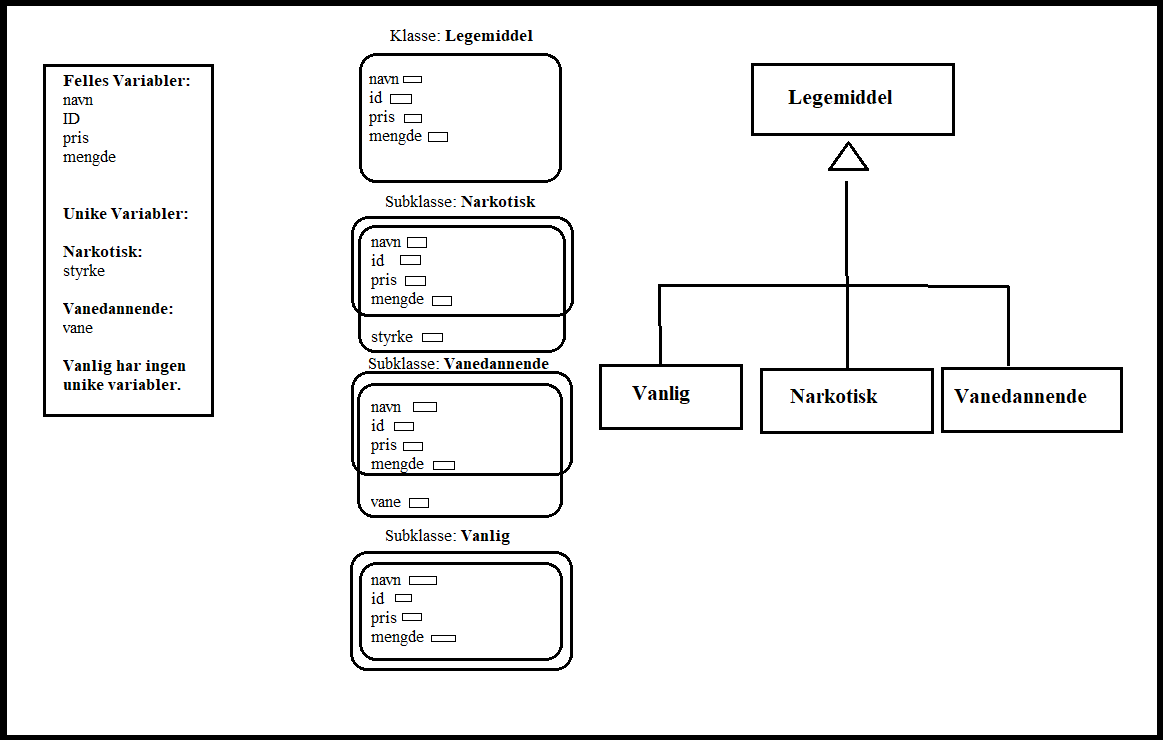 Felles Variabler:
navn
ID
pris
mengde
Unike Variabler:
Narkotisk:
styrke
Vanedannende:
vane
Vanlig har ingen
unike variabler.
Klasse: Legemiddel
navn
id
pris
mengde
Subklasse: Narkotisk
navn
id
pris
mengde
styrke
Subklasse: Vanedannende
navn
id
pris
mengde
vane
Subklasse: Vanlig
navn
id
pris
mengde
Legemiddel
Vanlig
Narkotisk
Vanedannende